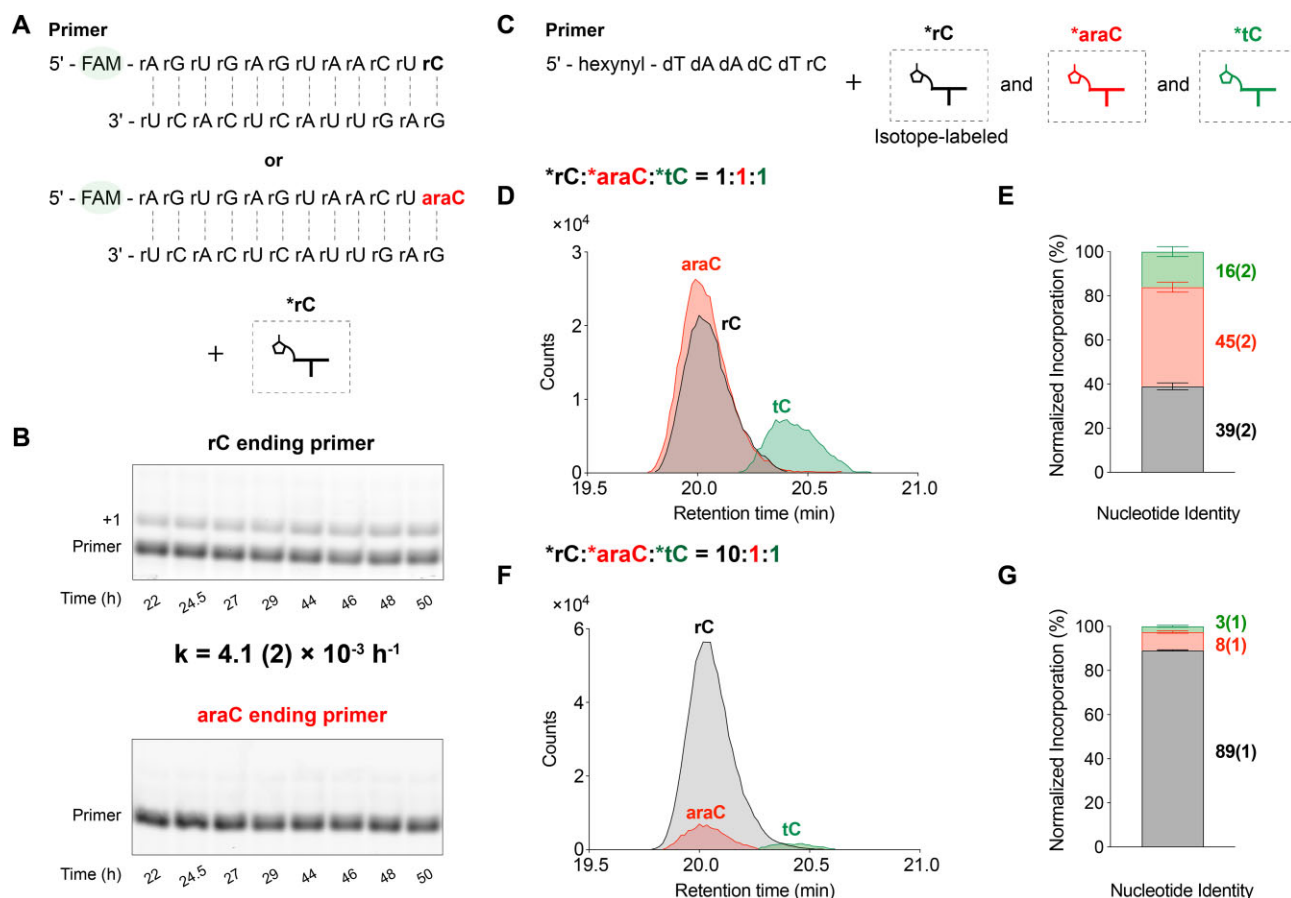 A
Primer
5' - FAM - rA rG rU rG rA rG rU rA rA rC rU rC
3' - rU rC rA rC rU rC rA rU rU rG rA rG
or
5' - FAM - rA rG rU rG rA rG rU rA rA rC rU araC
3' - rU rC rA rC rU rC rA rU rU rG rA rG
*rC
+
B
rC ending primer
+1
Primer
Time (h) 22 24.5 27 29 44 46 48 50
k = 4.1 (2) × 10⁻³ h⁻¹
araC ending primer
Primer
Time (h) 22 24.5 27 29 44 46 48 50
C
Primer
5' - hexynyl - dT dA dA dC dT rC + *rC and *araC and *tC
Isotope-labeled
*rC:*araC:*tC = 1:1:1
D
×10⁴
3
2
1
0
Counts
araC
rC
tC
19.5 20.0 20.5 21.0
Retention time (min)
E
Normalized Incorporation (%)
100
80
60
40
20
0
16(2)
45(2)
39(2)
Nucleotide Identity
*rC:*araC:*tC = 10:1:1
F
×10⁴
6
4
2
0
Counts
rC
araC
tC
19.5 20.0 20.5 21.0
Retention time (min)
G
Normalized Incorporation (%)
100
80
60
40
20
0
3(1)
8(1)
89(1)
Nucleotide Identity